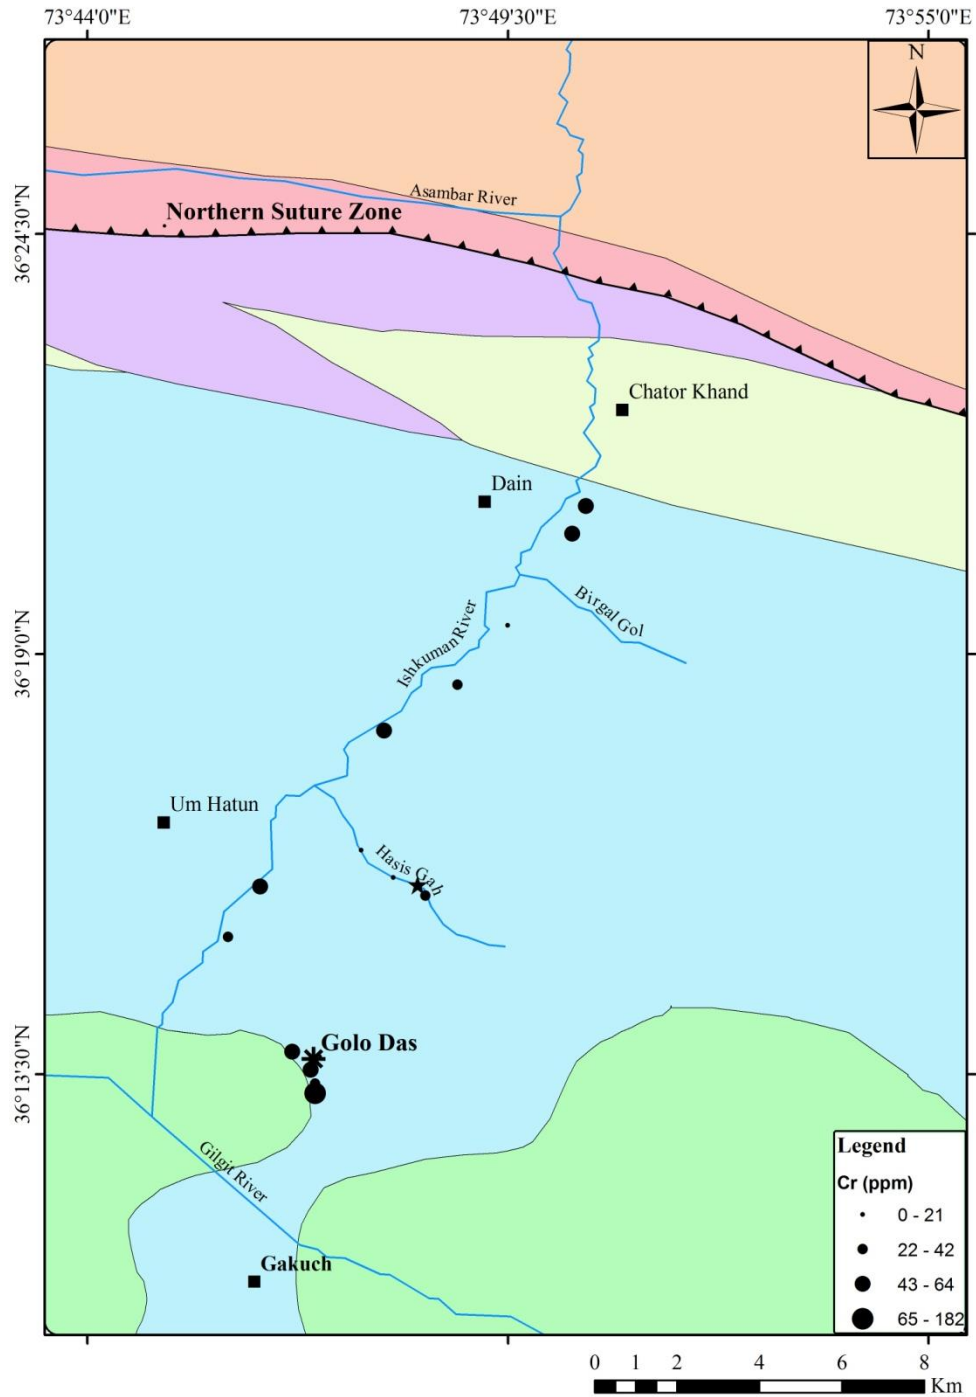 73°44'0"E
73°49'30"E
73°55'0"E
N
Asambar River
Northern Suture Zone
36°24'30"N
Chator Khand
Dain
Birgal Gol
Ishkuman River
36°19'0"N
Um Hatun
Hasis Gah
Golo Das
36°13'30"N
Gilgit River
Gakuch
Legend
Cr (ppm)
0 - 21
22 - 42
43 - 64
65 - 182
0 1 2 4 6 8
Km